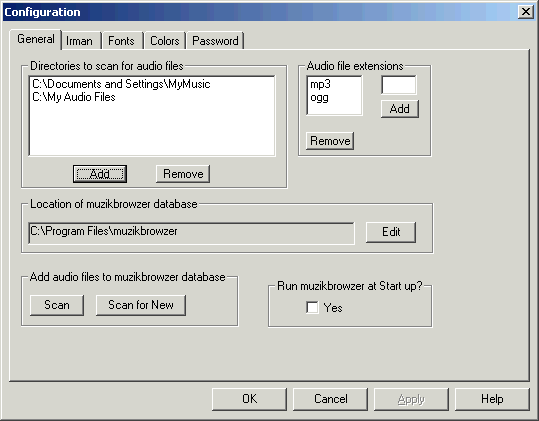 Configuration
General Irman Fonts Colors Password
Directories to scan for audio files
C:\Documents and Settings\MyMusic
C:\My Audio Files
Add Remove
Audio file extensions
mp3
ogg
Add
Remove
Location of muzikbrowzer database
C:\Program Files\muzikbrowzer
Edit
Add audio files to muzikbrowzer database
Scan Scan for New
Run muzikbrowzer at Start up?
Yes
OK Cancel Apply Help